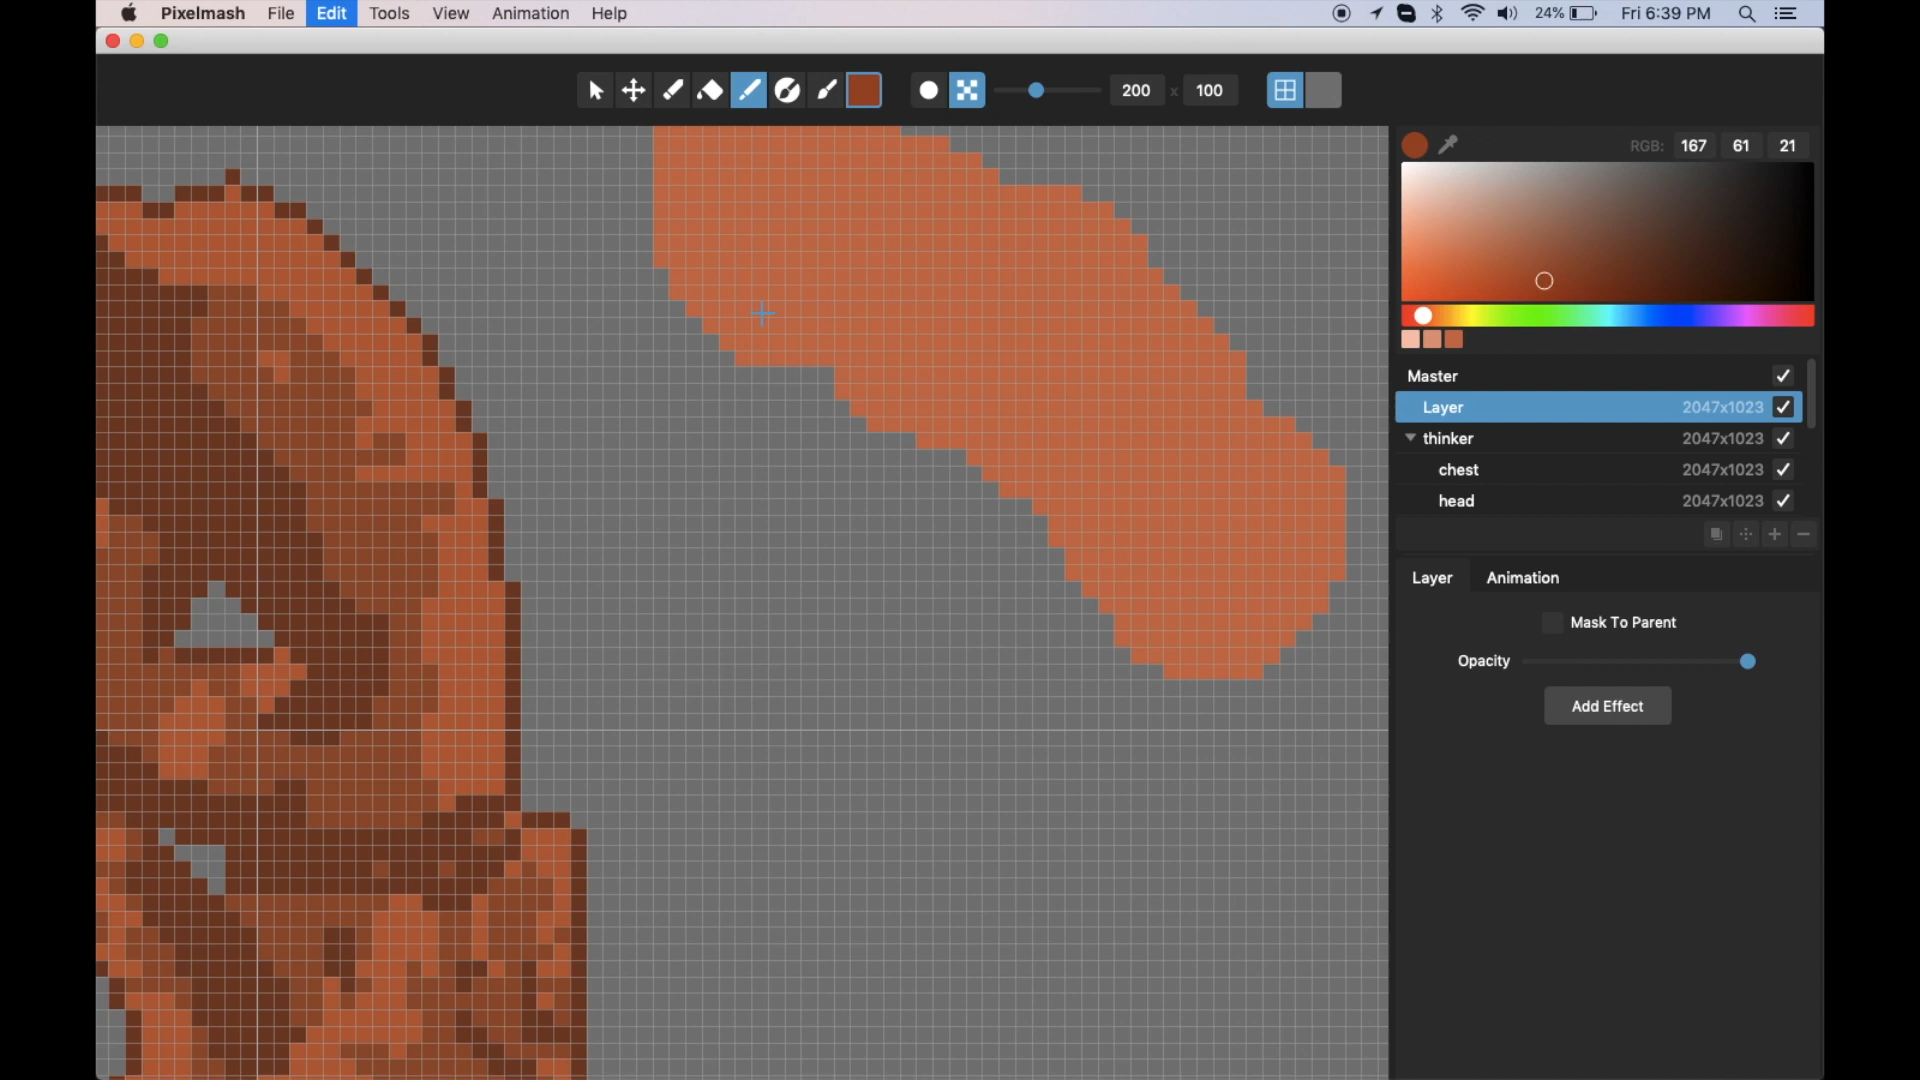 Pixelmash File Edit Tools View Animation Help 24% Fri 6:39 PM
200 x 100
RGB: 167 61 21
Master
Layer 2047x1023
thinker 2047x1023
chest 2047x1023
head 2047x1023
Layer Animation
Mask To Parent
Opacity
Add Effect